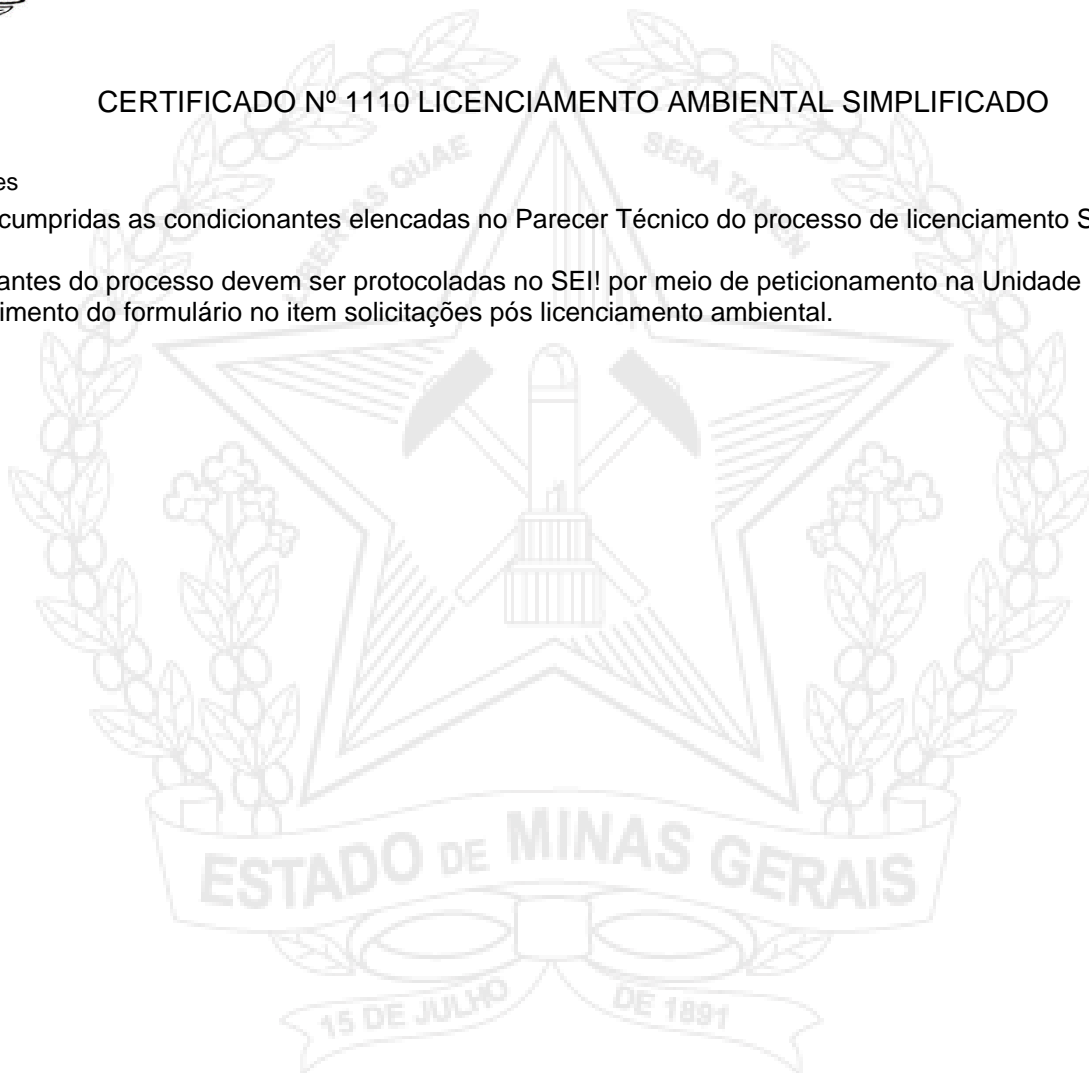 CERTIFICADO Nº 1110 LICENCIAMENTO AMBIENTAL SIMPLIFICADO
es
cumpridas as condicionantes elencadas no Parecer Técnico do processo de licenciamento S
antes do processo devem ser protocoladas no SEI! por meio de peticionamento na Unidade
imento do formulário no item solicitações pós licenciamento ambiental.
QUAE SERA TAMEN
ESTADO DE MINAS GERAIS
15 DE JULHO DE 1891